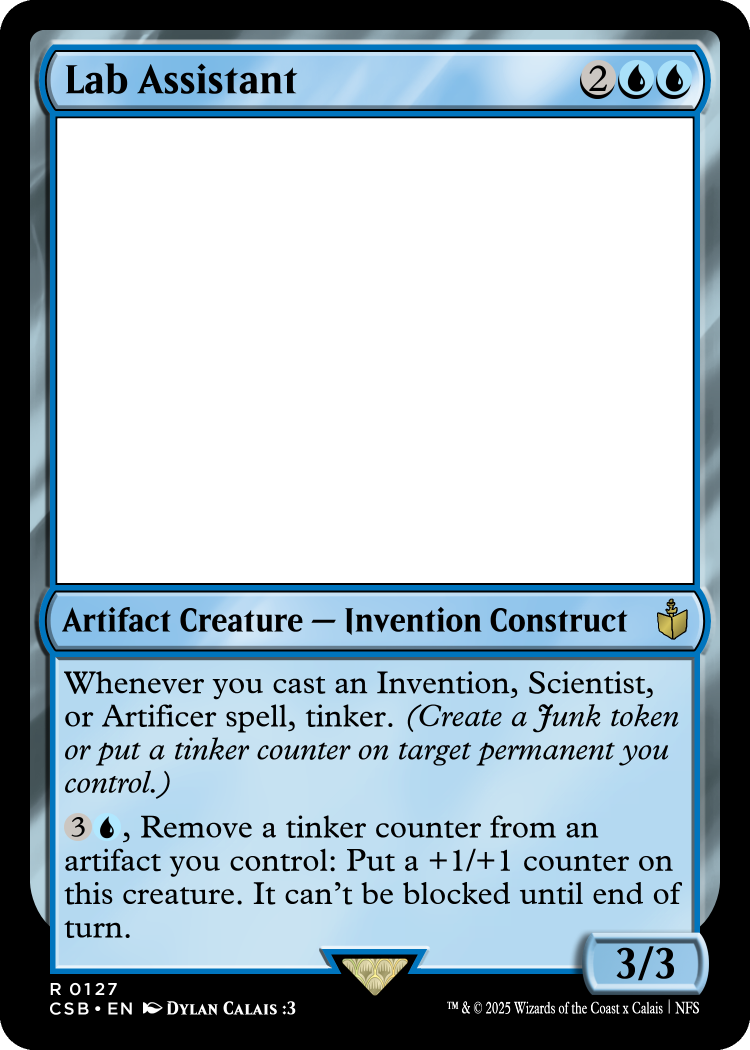 Lab Assistant 2
Artifact Creature — Invention Construct
Whenever you cast an Invention, Scientist,
or Artificer spell, tinker. (Create a Junk token
or put a tinker counter on target permanent you
control.)
3 , Remove a tinker counter from an
artifact you control: Put a +1/+1 counter on
this creature. It can't be blocked until end of
turn.
3/3
R 0127
CSB • EN Dylan Calais :3
™ & © 2025 Wizards of the Coast x Calais | NFS